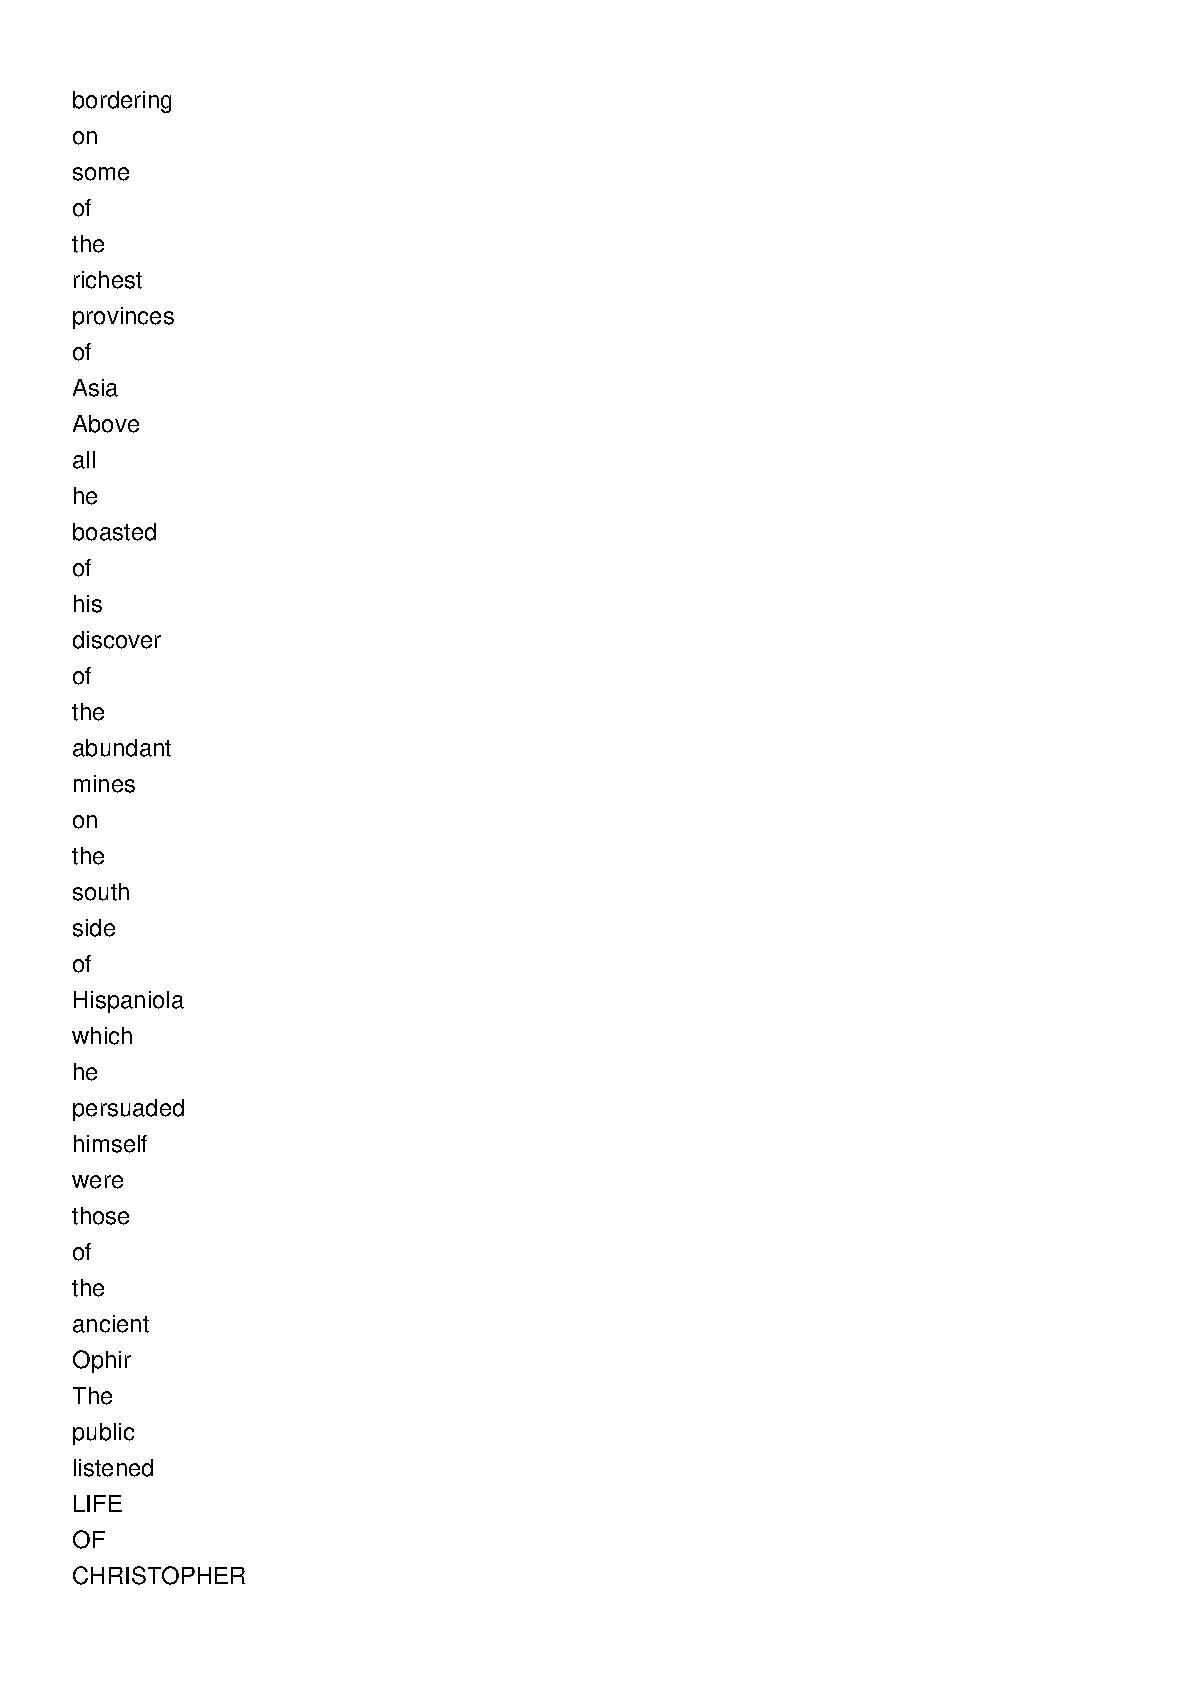 bordering
on
some
of
the
richest
provinces
of
Asia
Above
all
he
boasted
of
his
discover
of
the
abundant
mines
on
the
south
side
of
Hispaniola
which
he
persuaded
himself
were
those
of
the
ancient
Ophir
The
public
listened
LIFE
OF
CHRISTOPHER